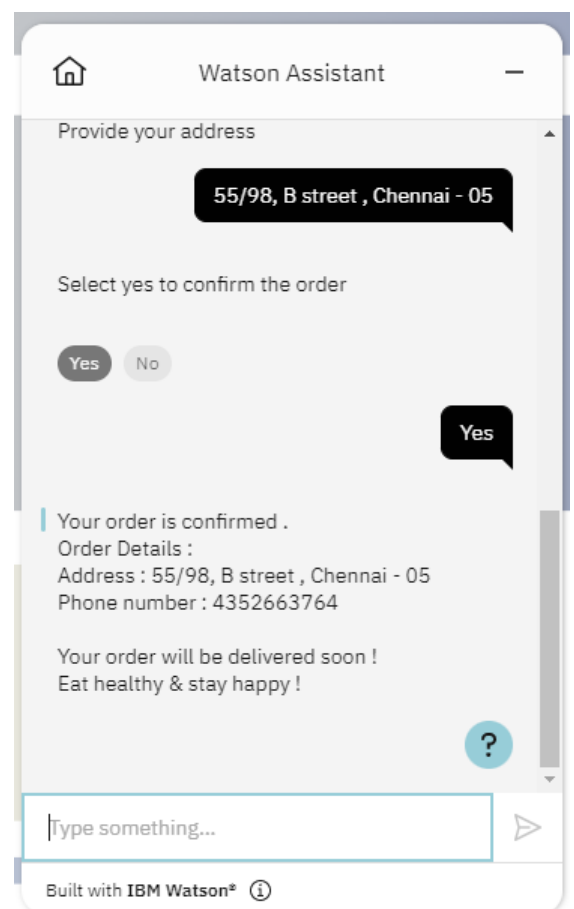 Watson Assistant
Provide your address
55/98, B street , Chennai - 05
Select yes to confirm the order
Yes No
Yes
Your order is confirmed .
Order Details :
Address : 55/98, B street , Chennai - 05
Phone number : 4352663764
Your order will be delivered soon !
Eat healthy & stay happy !
?
Type something...
Built with IBM Watson®